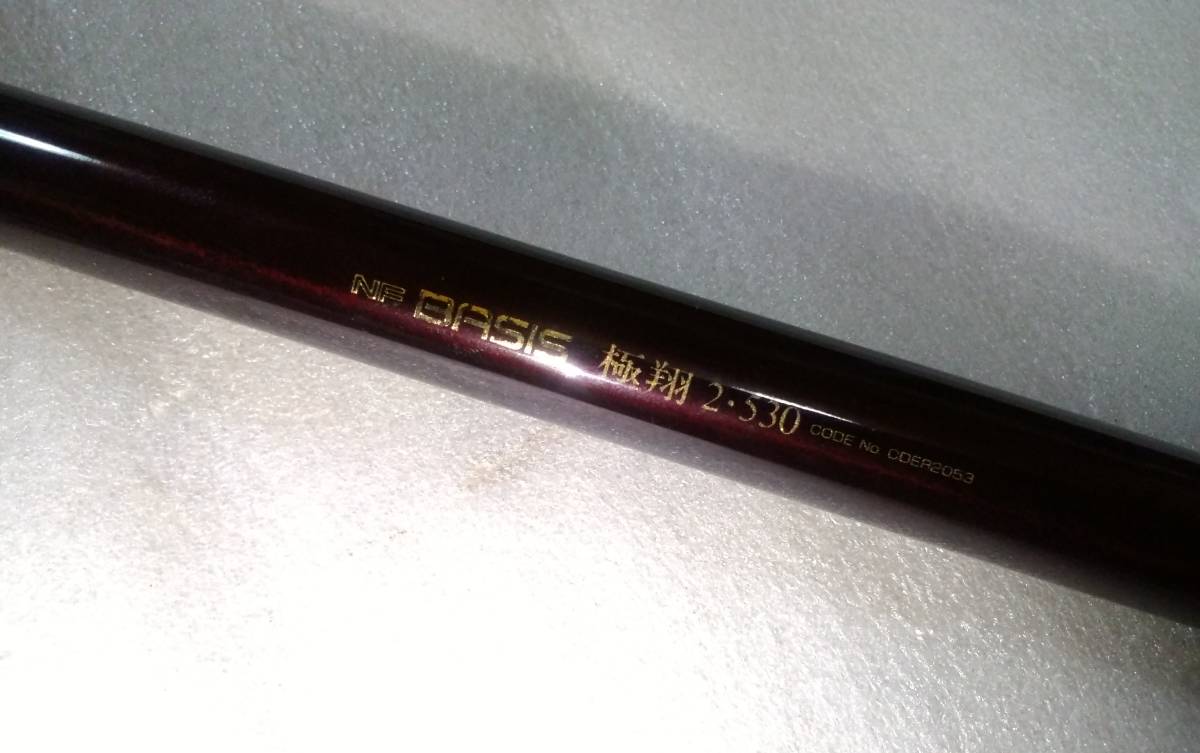 NF BASIS 極翔 2・530 CODE No CDER2053